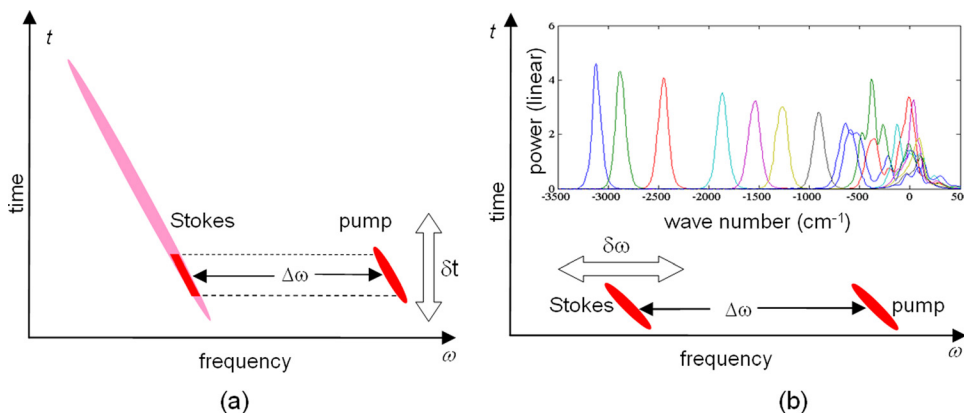 t
time
Stokes
pump
Δω
δt
frequency
ω
(a)
t
time
power (linear)
6
4
2
0
-3500 -3000 -2500 -2000 -1500 -1000 -500 0 50
wave number (cm⁻¹)
δω
Stokes
Δω
pump
frequency
ω
(b)